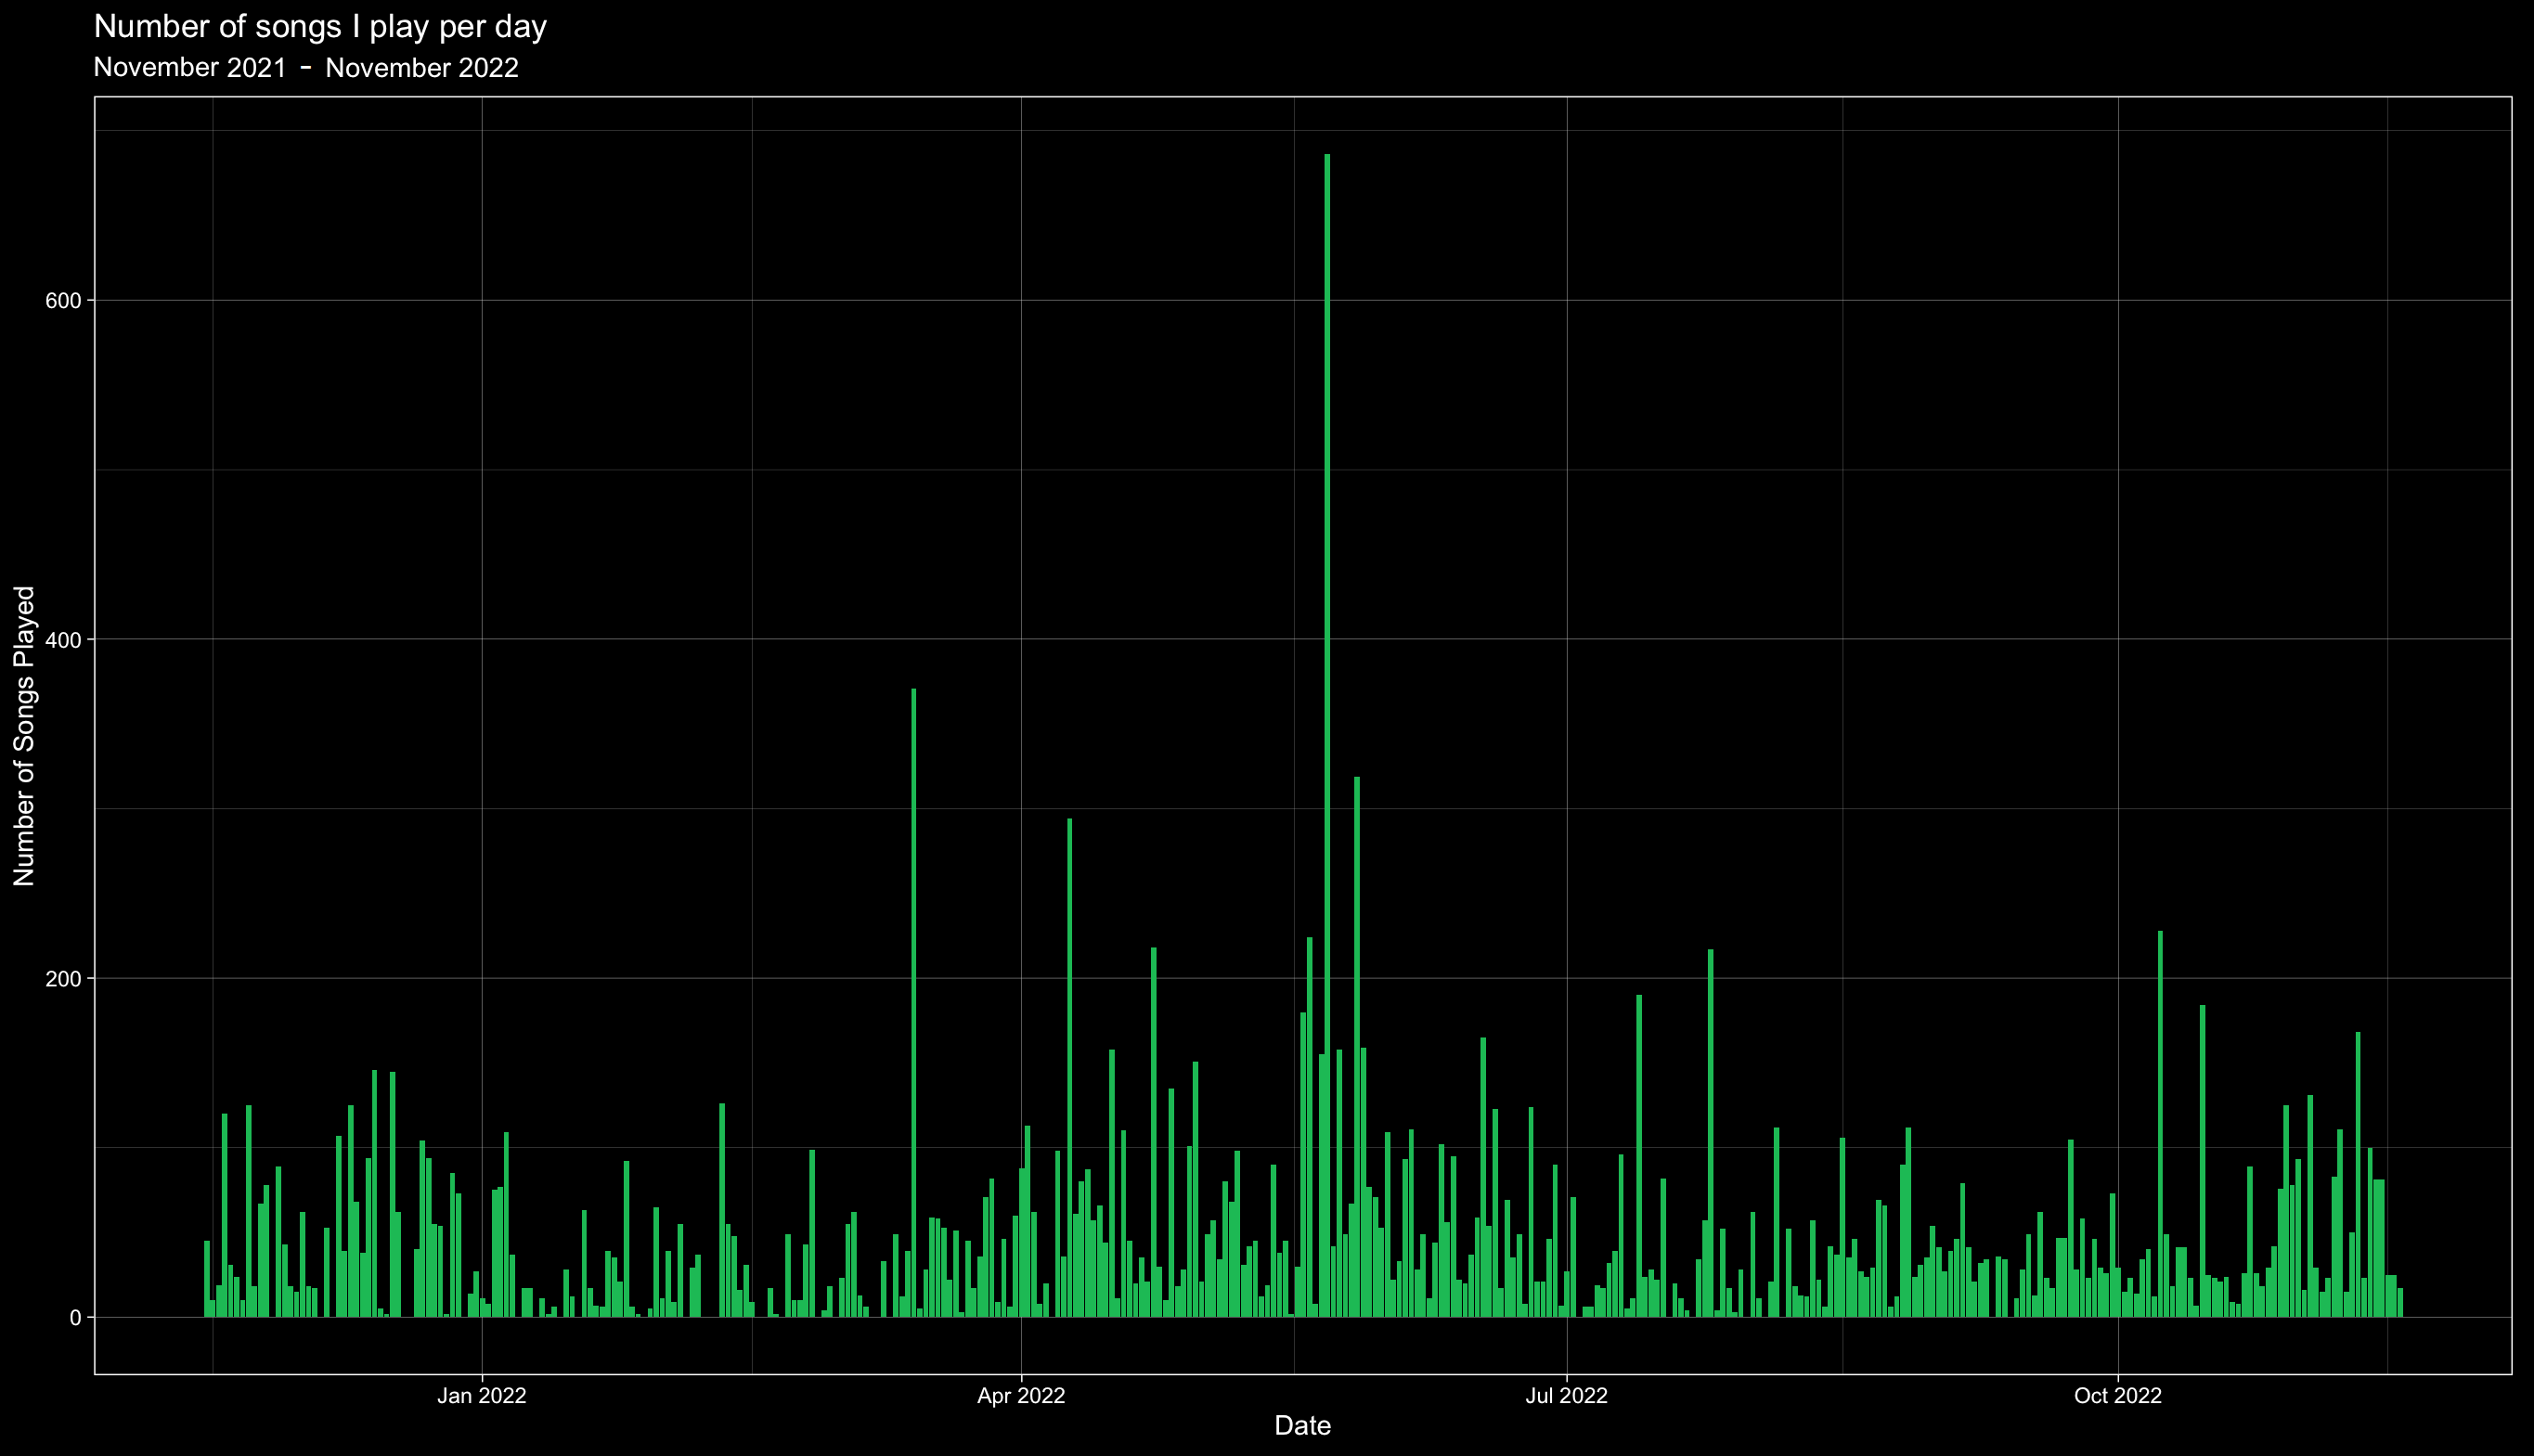 Number of songs I play per day
November 2021 - November 2022
Number of Songs Played
600
400
200
0
Jan 2022
Apr 2022
Jul 2022
Oct 2022
Date